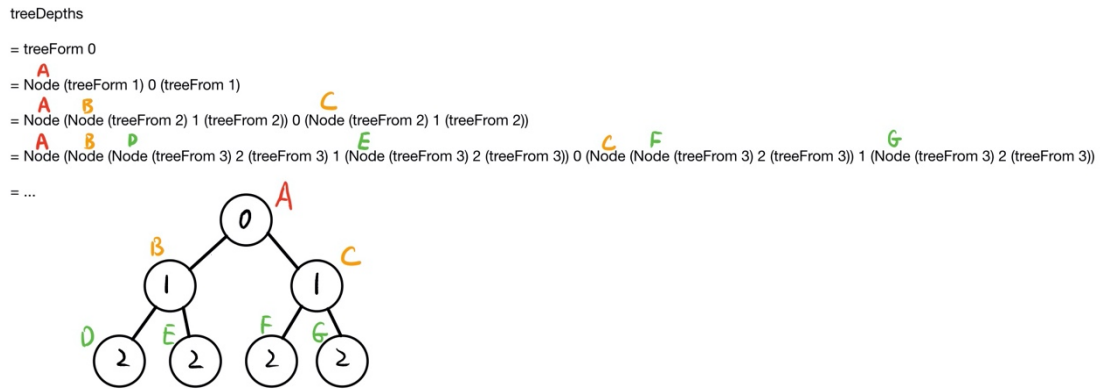 treeDepths
= treeForm 0
A
= Node (treeForm 1) 0 (treeFrom 1)
A B C
= Node (Node (treeFrom 2) 1 (treeFrom 2)) 0 (Node (treeFrom 2) 1 (treeFrom 2))
A B D E C F G
= Node (Node (Node (treeFrom 3) 2 (treeFrom 3) 1 (Node (treeFrom 3) 2 (treeFrom 3)) 0 (Node (Node (treeFrom 3) 2 (treeFrom 3)) 1 (Node (treeFrom 3) 2 (treeFrom 3))
= ...
0 A
B 1 1 C
D 2 E 2 F 2 G 2